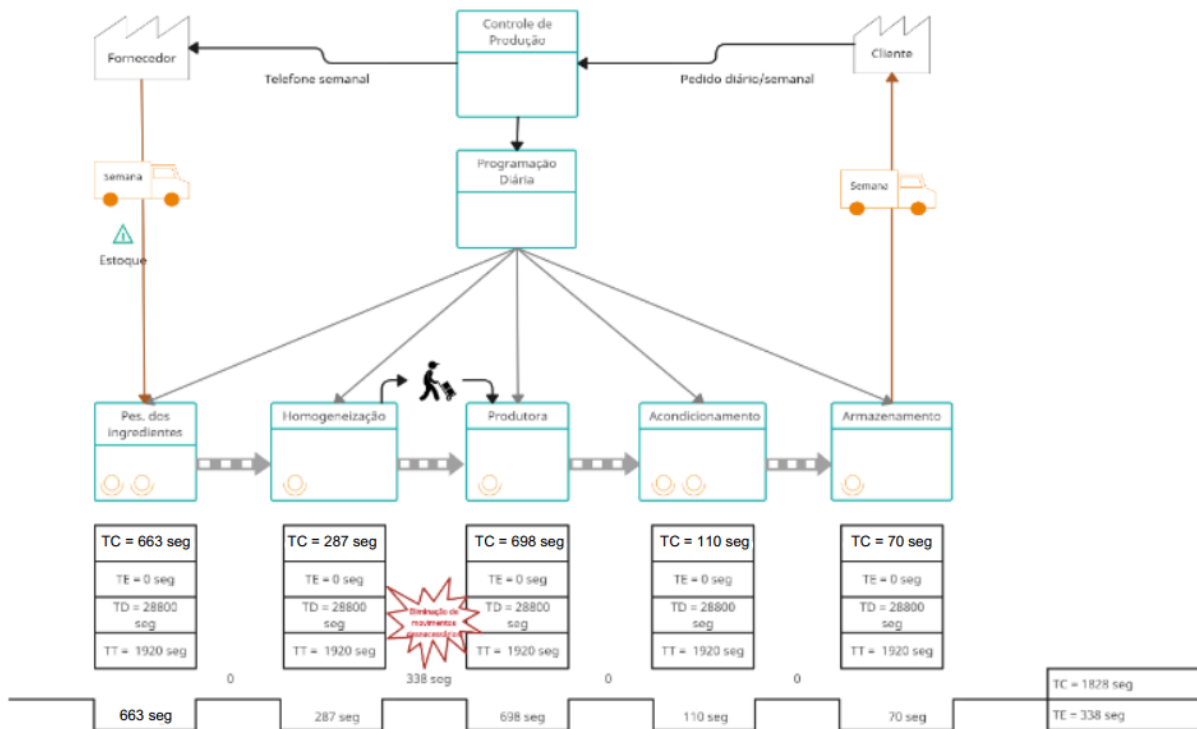 Fornecedor
Telefone semanal
Controle de
Produção
Pedido diário/semanal
Cliente
Semana
Estoque
Programação
Diária
Semana
Pes. dos
ingredientes
Homogeneização
Produtora
Acondicionamento
Armazenamento
TC = 663 seg
TE = 0 seg
TD = 28800
seg
TT = 1920 seg
TC = 287 seg
TE = 0 seg
TD = 28800
seg
TT = 1920 seg
Eliminação de
movimentos
desnecessários
TC = 698 seg
TE = 0 seg
TD = 28800
seg
TT = 1920 seg
TC = 110 seg
TE = 0 seg
TD = 28800
seg
TT = 1920 seg
TC = 70 seg
TE = 0 seg
TD = 28800
seg
TT = 1920 seg
0
338 seg
0
0
663 seg
287 seg
698 seg
110 seg
70 seg
TC = 1828 seg
TE = 338 seg